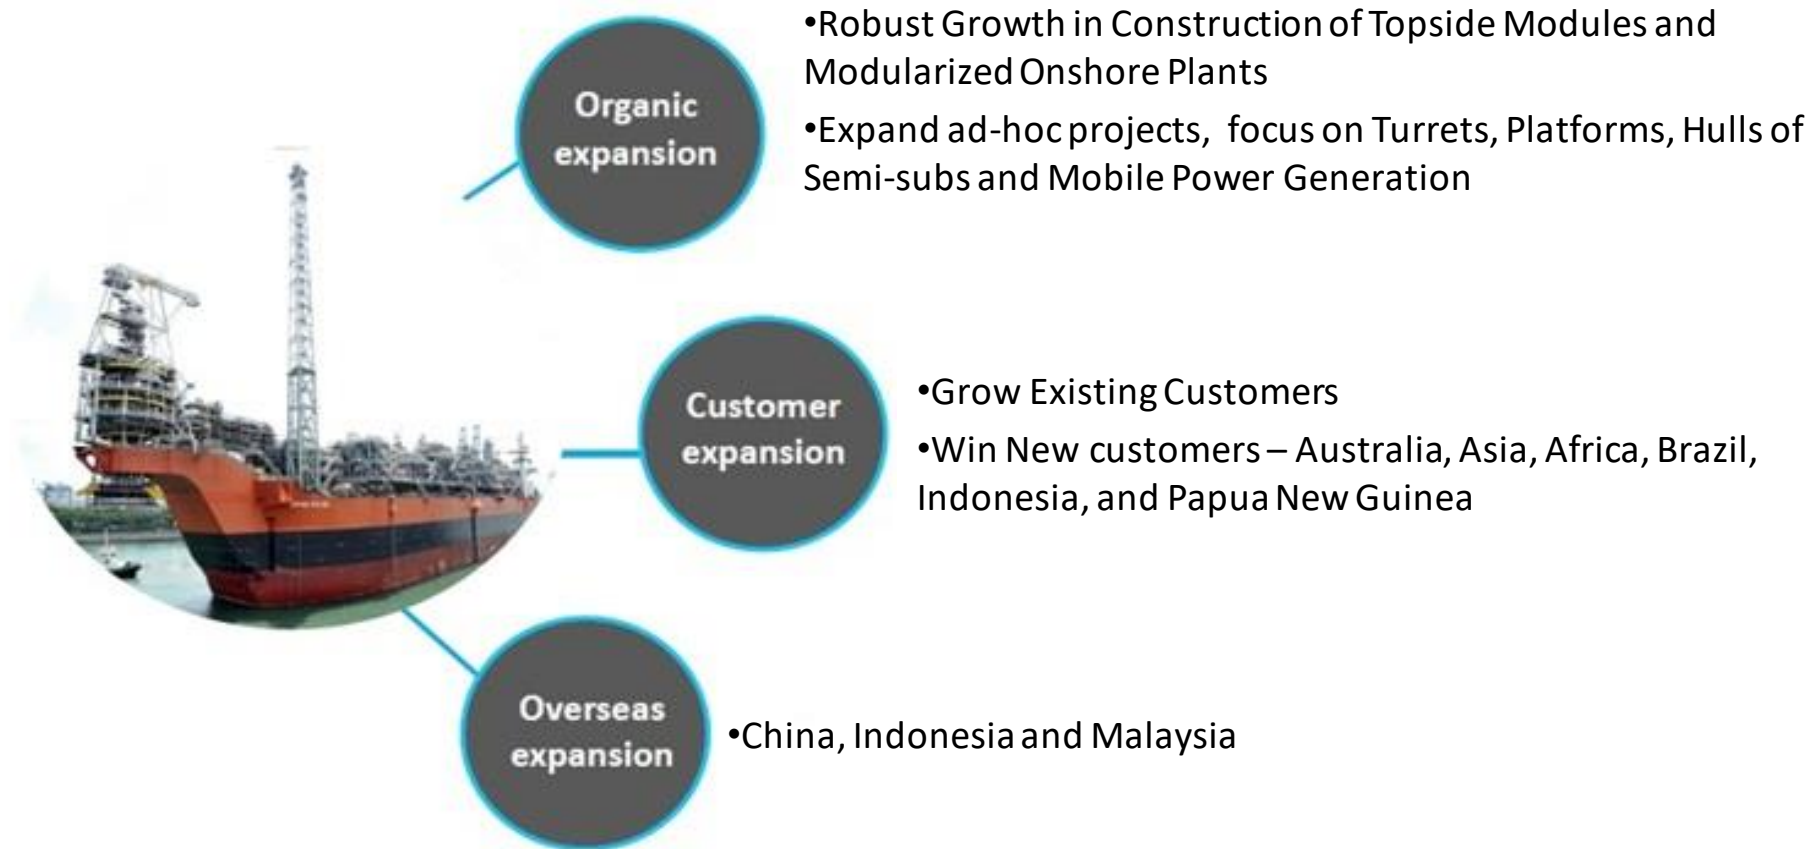 Organic
expansion
•Robust Growth in Construction of Topside Modules and
Modularized Onshore Plants
•Expand ad-hoc projects, focus on Turrets, Platforms, Hulls of
Semi-subs and Mobile Power Generation
Customer
expansion
•Grow Existing Customers
•Win New customers – Australia, Asia, Africa, Brazil,
Indonesia, and Papua New Guinea
Overseas
expansion
•China, Indonesia and Malaysia